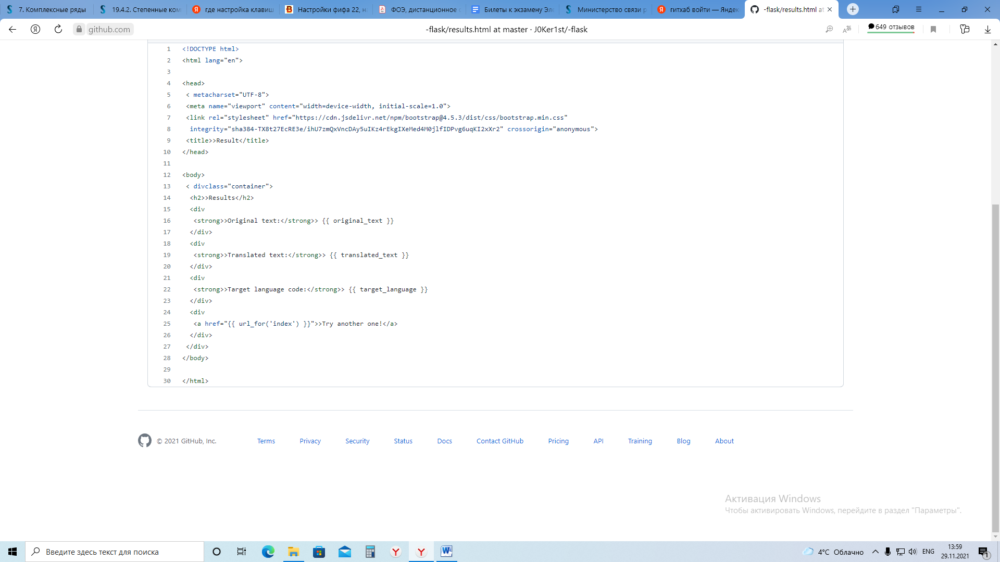 7. Комплексные ряды
19.4.2. Степенные ком
где настройка клавиш
Настройки фифа 22, н
ФОЭ, дистанционное
Билеты к экзамену Эле
Министерство связи р
гитхаб войти — Яндек
-flask/results.html at
github.com
-flask/results.html at master · J0Ker1st/-flask
649 отзывов
1 <!DOCTYPE html>
2 <html lang="en">
3
4 <head>
5 < metacharset="UTF-8">
6 <meta name="viewport" content="width=device-width, initial-scale=1.0">
7 <link rel="stylesheet" href="https://cdn.jsdelivr.net/npm/bootstrap@4.5.3/dist/css/bootstrap.min.css"
8 integrity="sha384-TX8t27EcRE3e/ihU7zmQxVncDAy5uIKz4rEkgIXeMed4M0jlfIDPvg6uqKI2xXr2" crossorigin="anonymous">
9 <title>>Result</title>
10 </head>
11
12 <body>
13 < divclass="container">
14 <h2>>Results</h2>
15 <div
16 <strong>>Original text:</strong>> {{ original_text }}
17 </div>
18 <div
19 <strong>>Translated text:</strong>> {{ translated_text }}
20 </div>
21 <div
22 <strong>>Target language code:</strong>> {{ target_language }}
23 </div>
24 <div
25 <a href="{{ url_for('index') }}">>Try another one!</a>
26 </div>
27 </div>
28 </body>
29
30 </html>
© 2021 GitHub, Inc.
Terms
Privacy
Security
Status
Docs
Contact GitHub
Pricing
API
Training
Blog
About
Активация Windows
Чтобы активировать Windows, перейдите в раздел "Параметры".
Введите здесь текст для поиска
4°C Облачно
ENG
13:59
29.11.2021
1